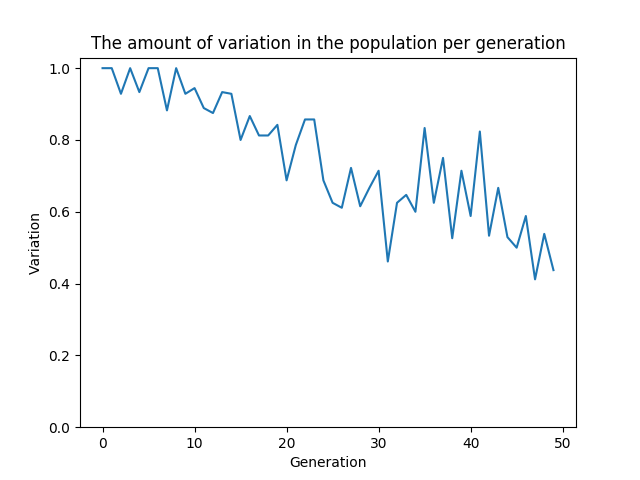 The amount of variation in the population per generation
1.0
0.8
0.6
0.4
0.2
0.0
Variation
0 10 20 30 40 50
Generation